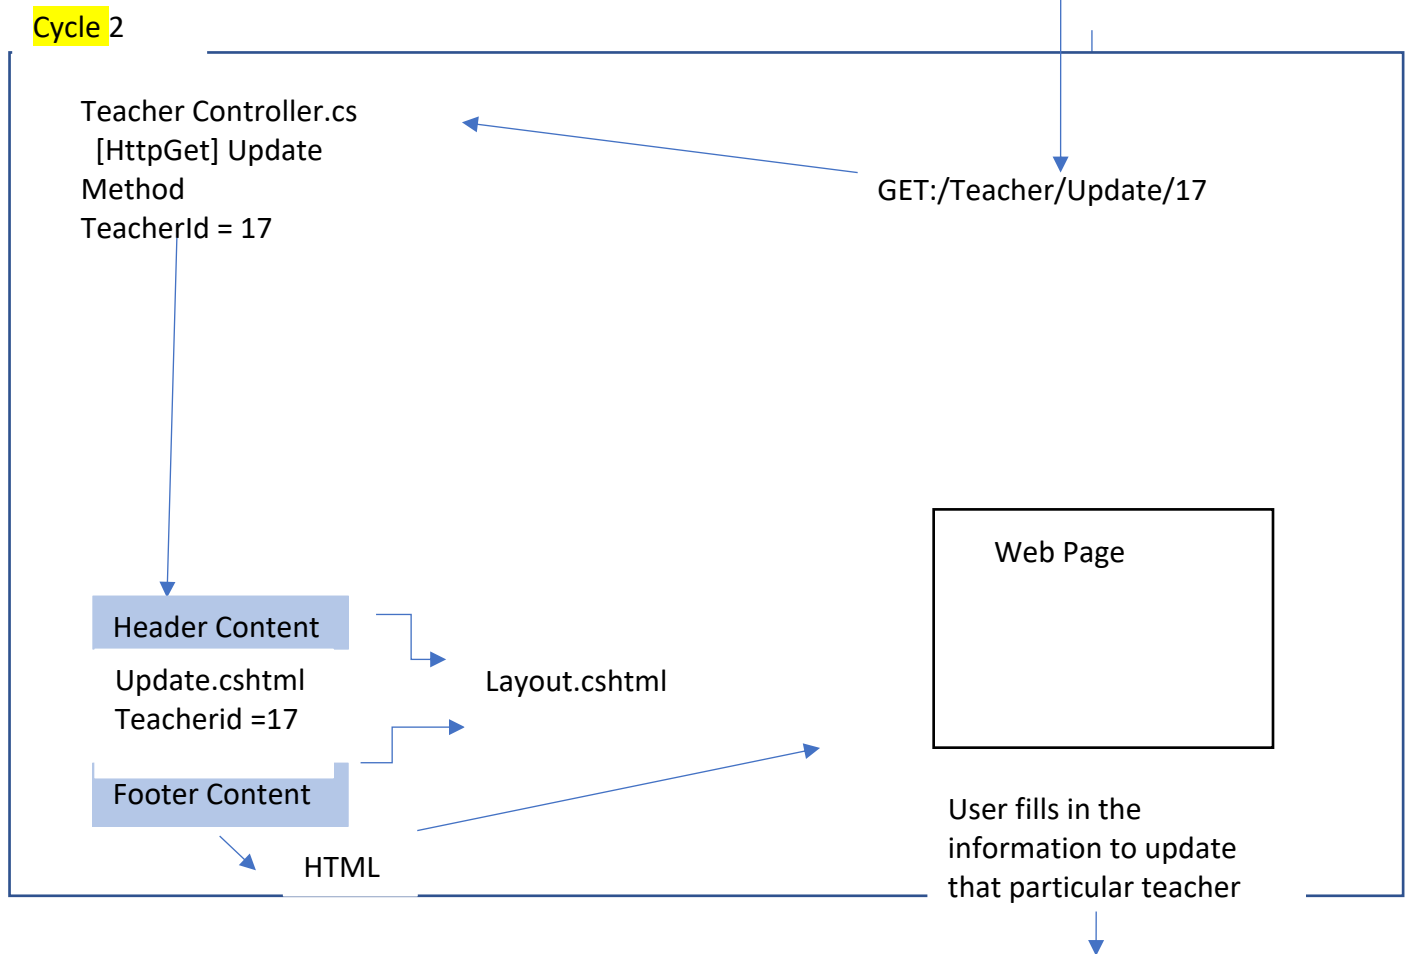 Cycle 2
Teacher Controller.cs
[HttpGet] Update
Method
TeacherId = 17
GET:/Teacher/Update/17
Web Page
Header Content
Update.cshtml
Teacherid =17
Layout.cshtml
Footer Content
HTML
User fills in the
information to update
that particular teacher